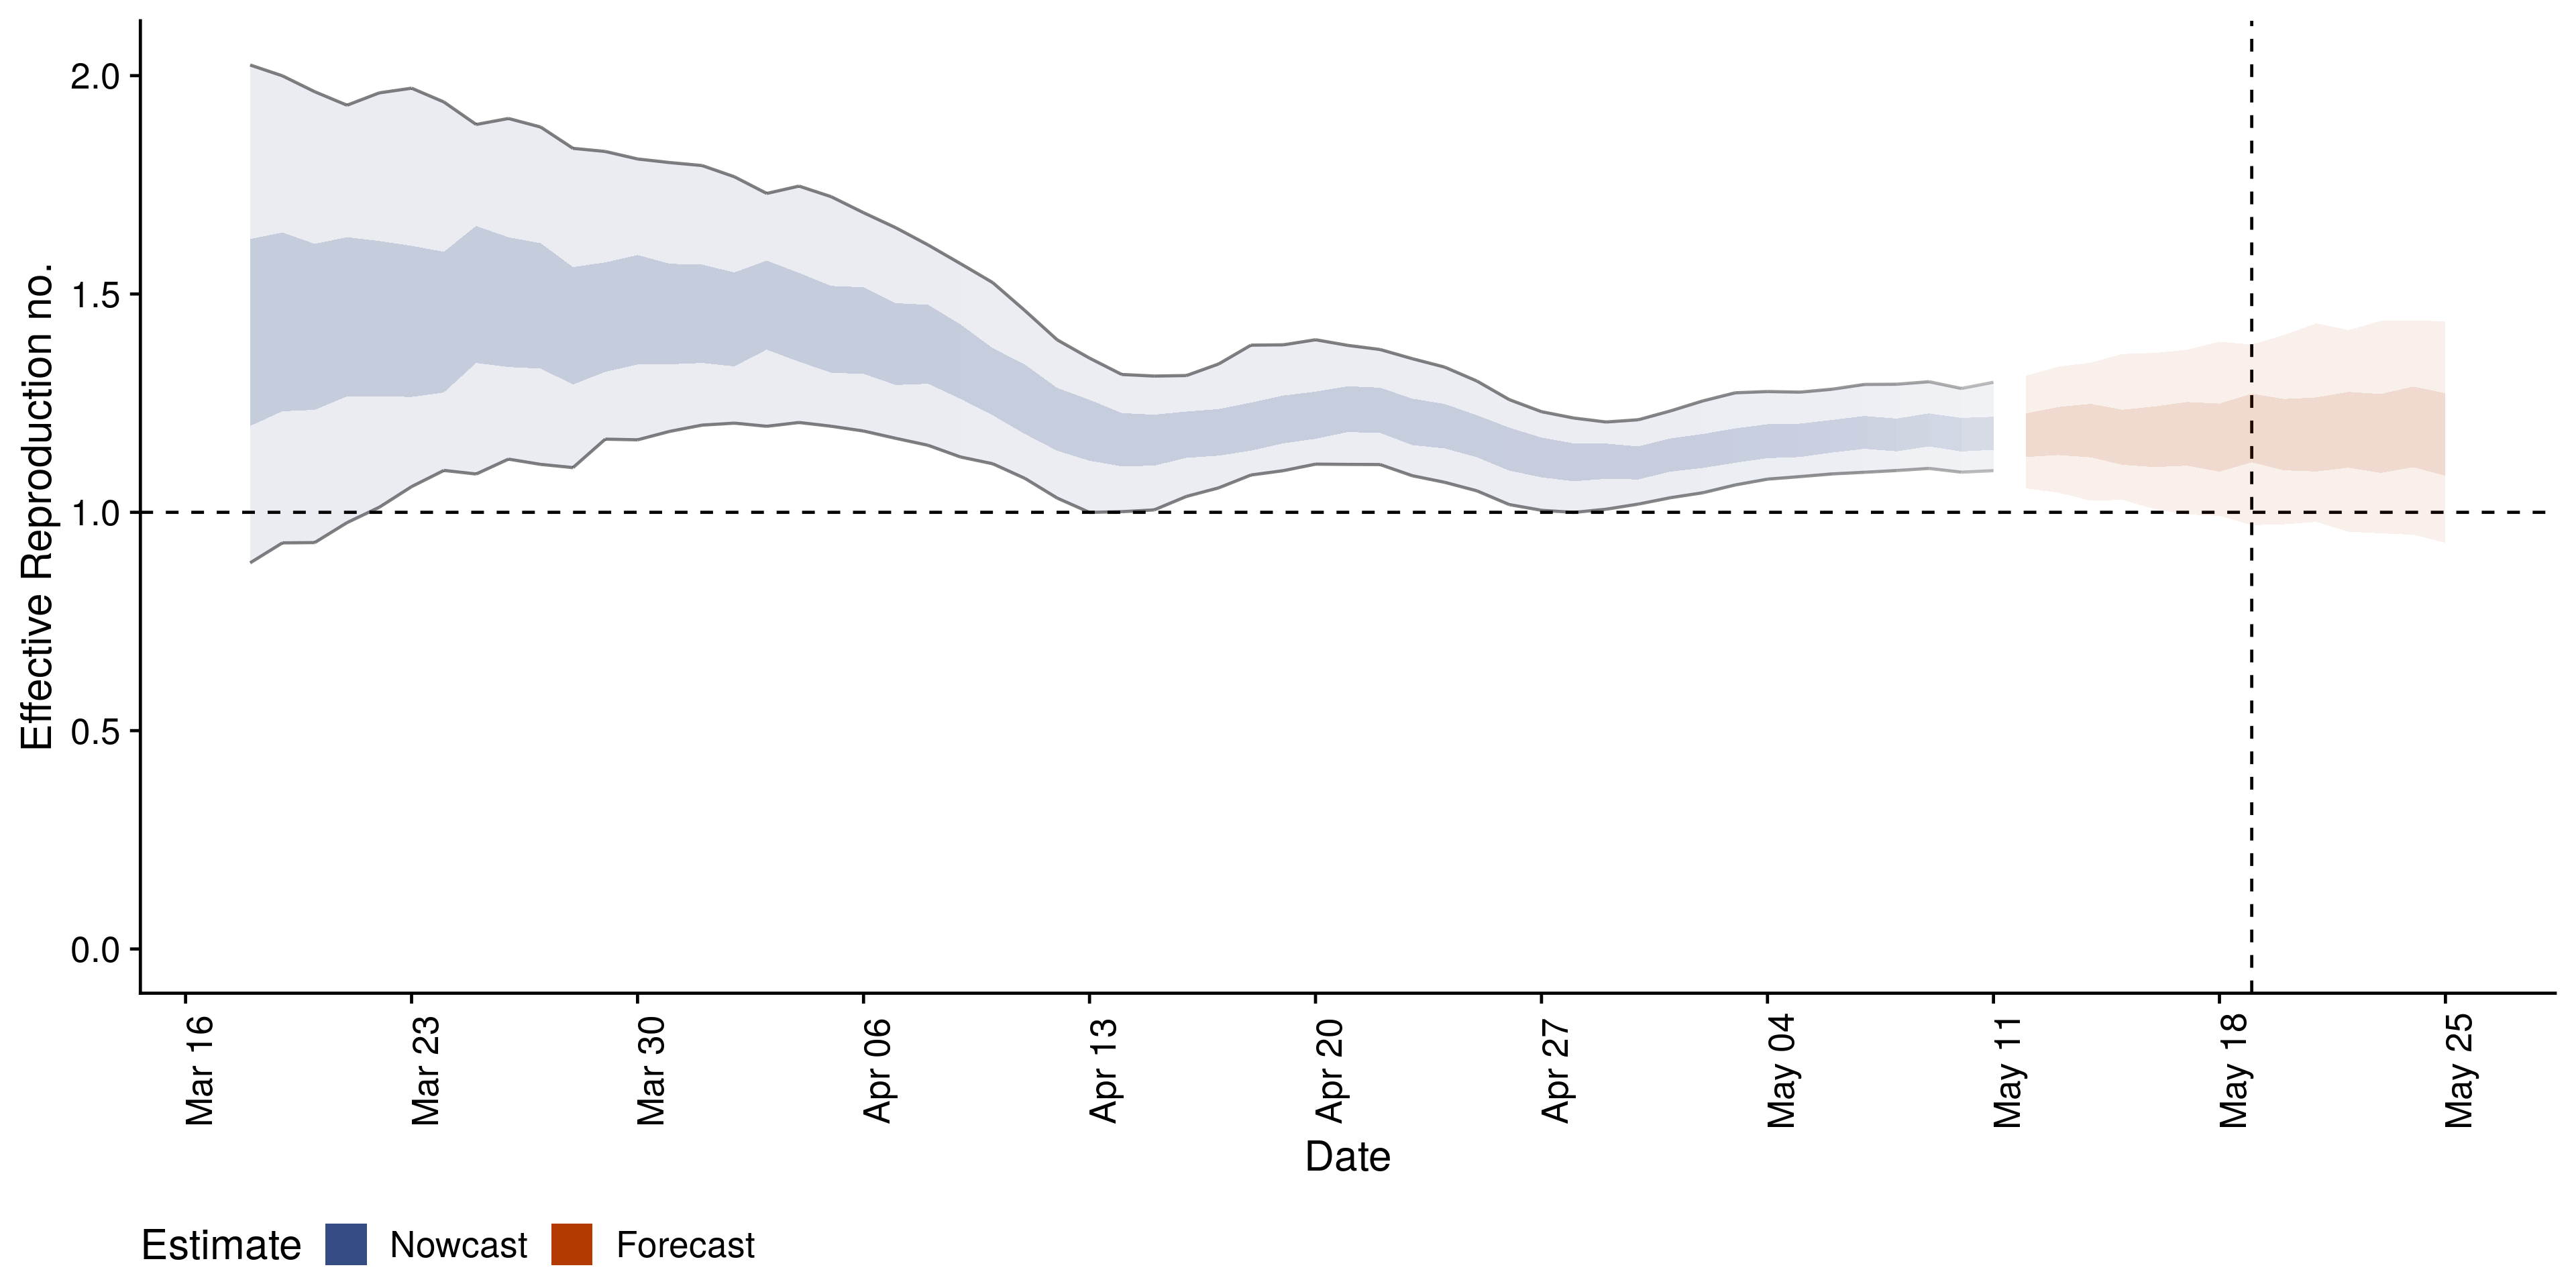 Effective Reproduction no.
2.0
1.5
1.0
0.5
0.0
Mar 16
Mar 23
Mar 30
Apr 06
Apr 13
Apr 20
Apr 27
May 04
May 11
May 18
May 25
Date
Estimate Nowcast Forecast